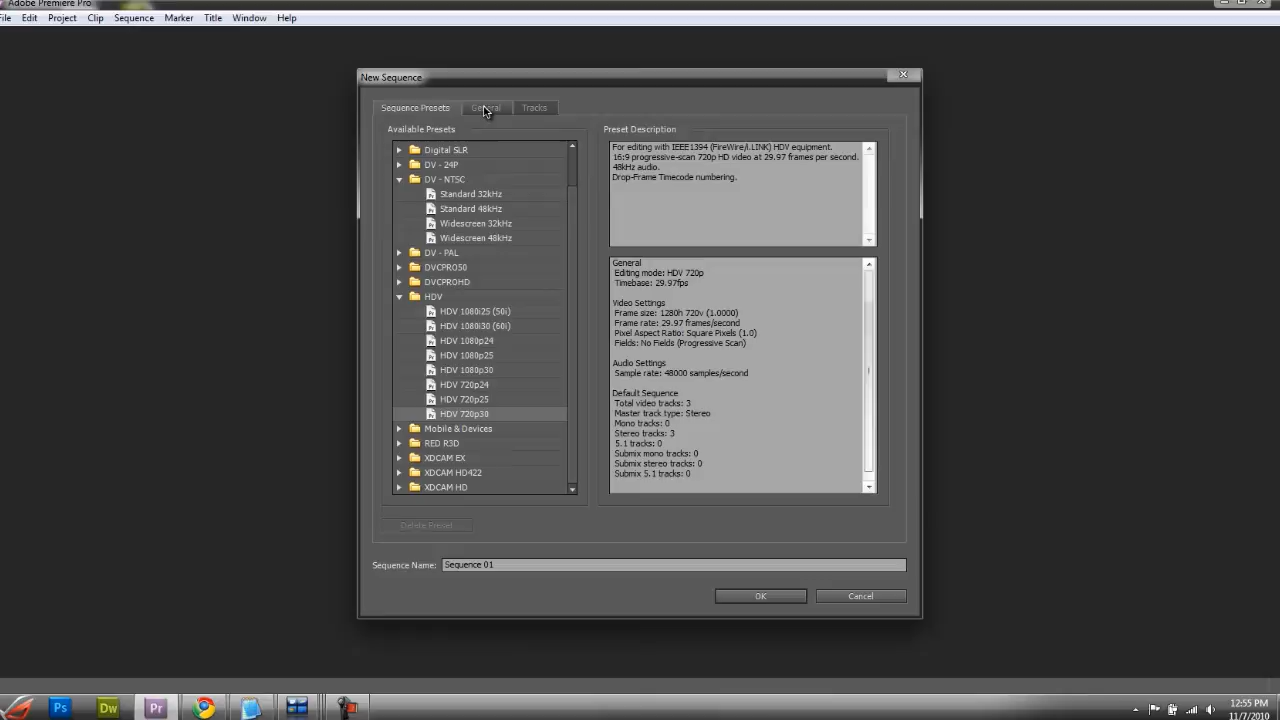 Adobe Premiere Pro
File Edit Project Clip Sequence Marker Title Window Help
New Sequence
Sequence Presets General Tracks
Available Presets
Digital SLR
DV - 24P
DV - NTSC
Standard 32kHz
Standard 48kHz
Widescreen 32kHz
Widescreen 48kHz
DV - PAL
DVCPRO50
DVCPROHD
HDV
HDV 1080i25 (50i)
HDV 1080i30 (60i)
HDV 1080p24
HDV 1080p25
HDV 1080p30
HDV 720p24
HDV 720p25
HDV 720p30
Mobile & Devices
RED R3D
XDCAM EX
XDCAM HD422
XDCAM HD
Delete Preset
Preset Description
For editing with IEEE1394 (FireWire/i.LINK) HDV equipment.
16:9 progressive-scan 720p HD video at 29.97 frames per second.
48kHz audio.
Drop-Frame Timecode numbering.
General
Editing mode: HDV 720p
Timebase: 29.97fps
Video Settings
Frame size: 1280h 720v (1.0000)
Frame rate: 29.97 frames/second
Pixel Aspect Ratio: Square Pixels (1.0)
Fields: No Fields (Progressive Scan)
Audio Settings
Sample rate: 48000 samples/second
Default Sequence
Total video tracks: 3
Master track type: Stereo
Mono tracks: 0
Stereo tracks: 3
5.1 tracks: 0
Submix mono tracks: 0
Submix stereo tracks: 0
Submix 5.1 tracks: 0
Sequence Name: Sequence 01
OK Cancel
Ps Dw Pr
12:55 PM
11/7/2010